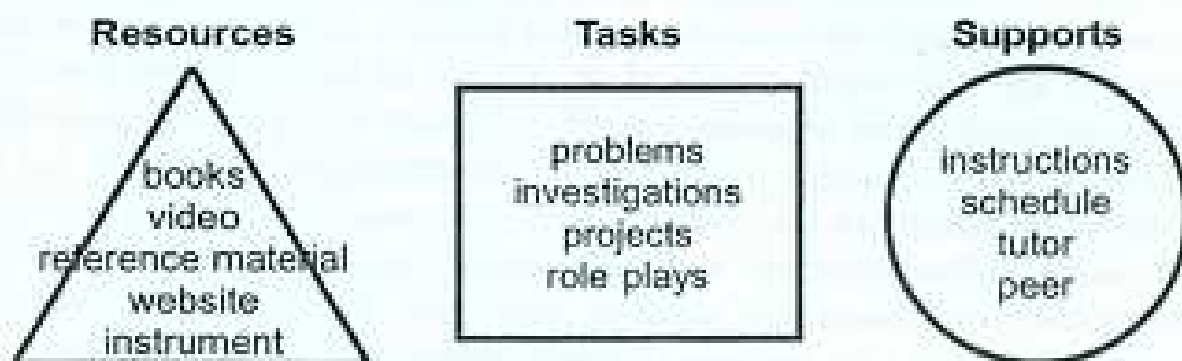 Resources
books
video
reference material
website
instrument
Tasks
problems
investigations
projects
role plays
Supports
instructions
schedule
tutor
peer